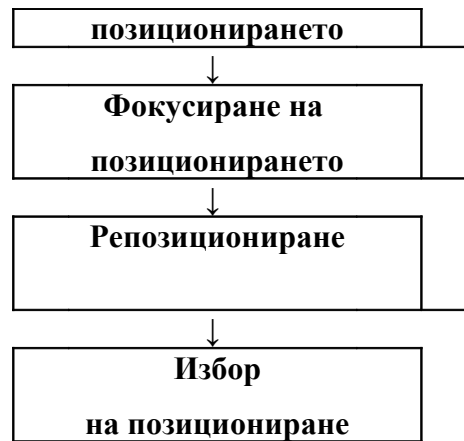 позиционирането
↓
Фокусиране на
позиционирането
↓
Репозициониране
↓
Избор
на позициониране